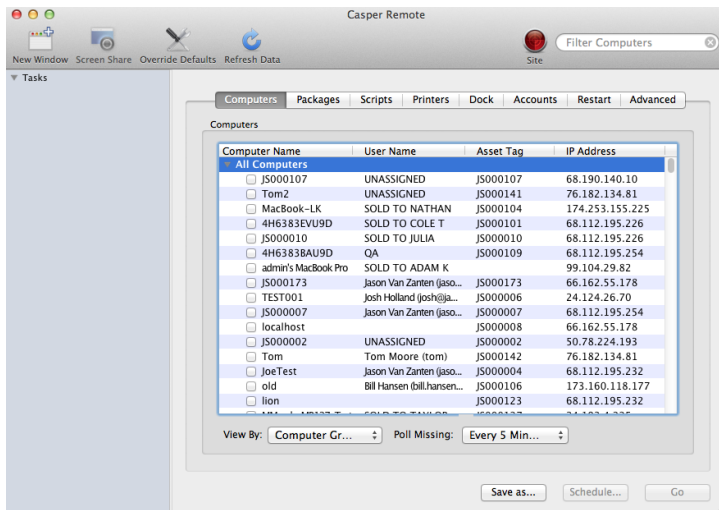 Casper Remote
New Window Screen Share Override Defaults Refresh Data Site Filter Computers
Tasks
Computers Packages Scripts Printers Dock Accounts Restart Advanced
Computers
Computer Name User Name Asset Tag IP Address
All Computers
JS000107 UNASSIGNED JS000107 68.190.140.10
Tom2 UNASSIGNED JS000141 76.182.134.81
MacBook-LK SOLD TO NATHAN JS000104 174.253.155.225
4H6383EVU9D SOLD TO COLE T JS000101 68.112.195.226
JS000010 SOLD TO JULIA JS000010 68.112.195.226
4H6383BAU9D QA JS000109 68.112.195.254
admin's MacBook Pro SOLD TO ADAM K 99.104.29.82
JS000173 Jason Van Zanten (jaso... JS000173 66.162.55.178
TEST001 Josh Holland (josh@ja... JS000006 24.124.26.70
JS000007 Jason Van Zanten (jaso... JS000007 68.112.195.254
localhost JS000008 66.162.55.178
JS000002 UNASSIGNED JS000002 50.78.224.193
Tom Tom Moore (tom) JS000142 76.182.134.81
JoeTest Jason Van Zanten (jaso... JS000004 68.112.195.232
old Bill Hansen (bill.hansen... JS000106 173.160.118.177
lion JS000123 68.112.195.232
View By: Computer Gr... Poll Missing: Every 5 Min...
Save as... Schedule... Go